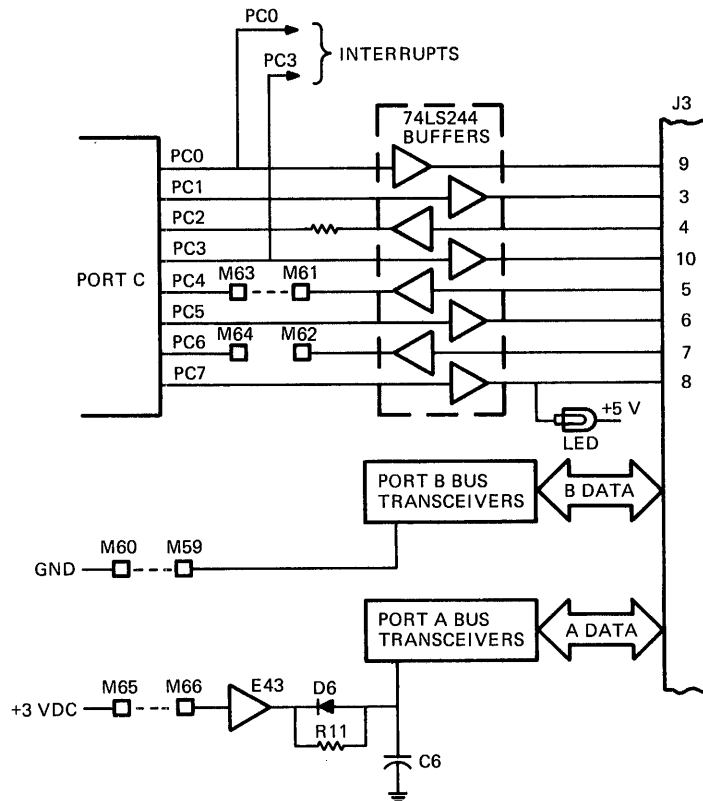 PC0
PC3
INTERRUPTS
J3
74LS244
BUFFERS
PC0
9
PC1
3
PC2
4
PC3
10
PORT C
M63
M61
PC4
5
PC5
6
M64
M62
PC6
7
PC7
8
+5 V
LED
PORT B BUS
TRANSCEIVERS
B DATA
M60
M59
GND
PORT A BUS
TRANSCEIVERS
A DATA
M65
M66
E43
D6
+3 VDC
R11
C6